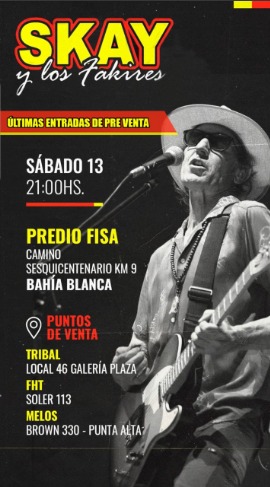 SKAY
y los Fakires
ÚLTIMAS ENTRADAS DE PRE VENTA
SÁBADO 13
21:00HS.
PREDIO FISA
CAMINO
SESQUICENTENARIO KM 9
BAHÍA BLANCA
PUNTOS
DE VENTA
TRIBAL
LOCAL 46 GALERÍA PLAZA
FHT
SOLER 113
MELOS
BROWN 330 - PUNTA ALTA